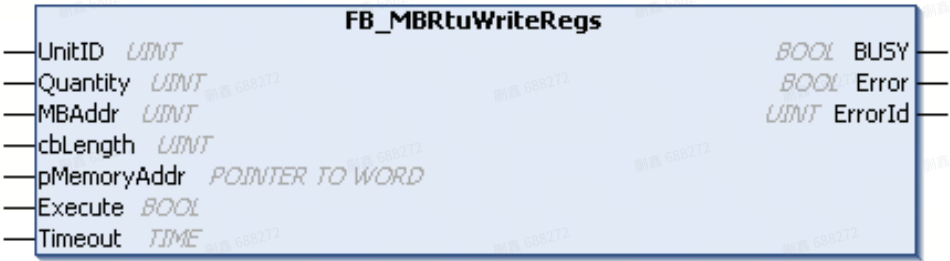 FB_MBRtuWriteRegs
UnitID UINT BOOL BUSY
Quantity UINT BOOL Error
MBAddr UINT UINT ErrorId
cbLength UINT
pMemoryAddr POINTER TO WORD
Execute BOOL
Timeout TIME